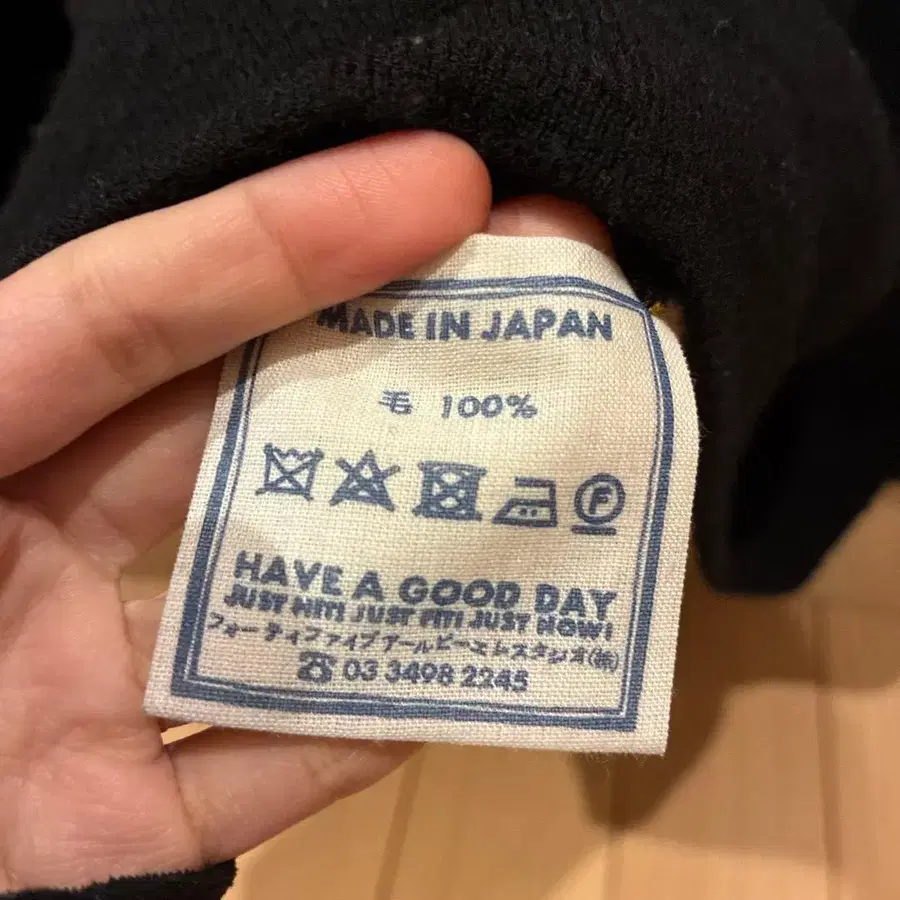 MADE IN JAPAN
毛 100%
F
HAVE A GOOD DAY
JUST HIT! JUST FIT! JUST NOW!
フォーティファイブアールピーエムスタジオ(株)
☎ 03 3498 2245